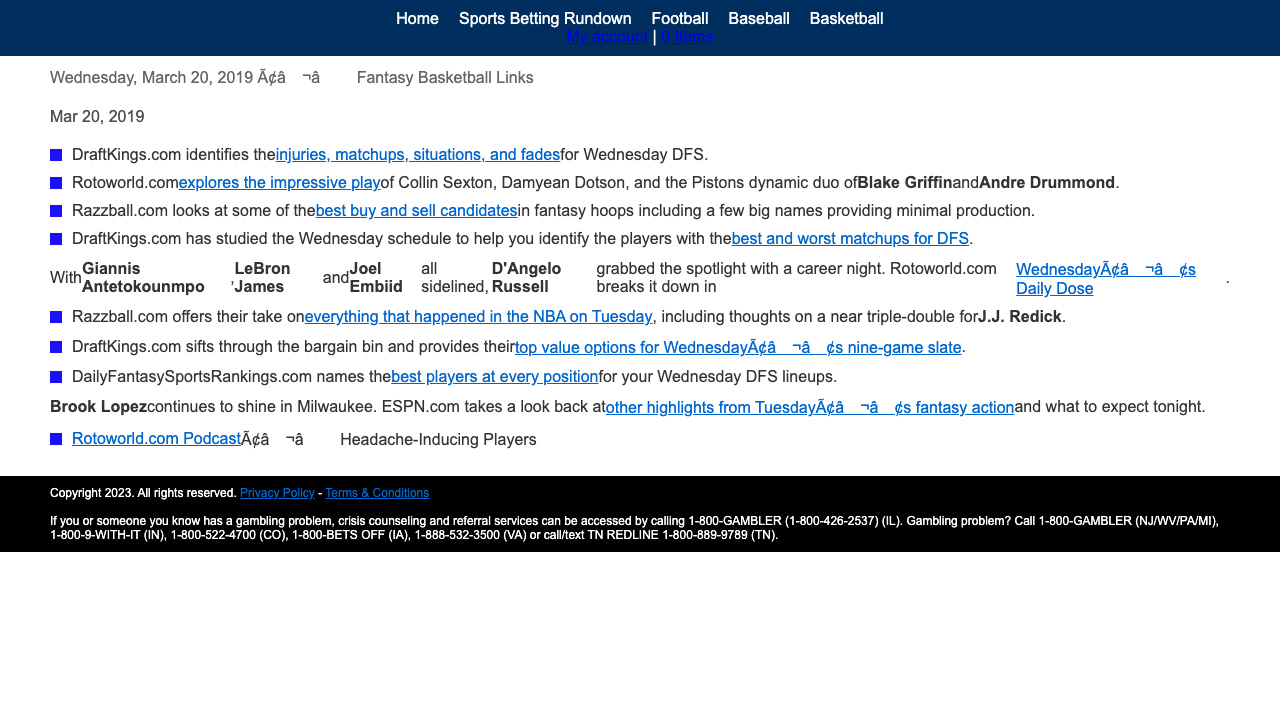 Home Sports Betting Rundown Football Baseball Basketball
My account | 0 Items
Wednesday, March 20, 2019 Ã¢â ¬â Fantasy Basketball Links
Mar 20, 2019
DraftKings.com identifies the injuries, matchups, situations, and fades for Wednesday DFS.
Rotoworld.com explores the impressive play of Collin Sexton, Damyean Dotson, and the Pistons dynamic duo of Blake Griffin and Andre Drummond.
Razzball.com looks at some of the best buy and sell candidates in fantasy hoops including a few big names providing minimal production.
DraftKings.com has studied the Wednesday schedule to help you identify the players with the best and worst matchups for DFS.
With Giannis Antetokounmpo, LeBron James and Joel Embiid all sidelined, D'Angelo Russell grabbed the spotlight with a career night. Rotoworld.com breaks it down in WednesdayÃ¢â ¬â ¢s Daily Dose.
Razzball.com offers their take on everything that happened in the NBA on Tuesday, including thoughts on a near triple-double for J.J. Redick.
DraftKings.com sifts through the bargain bin and provides their top value options for WednesdayÃ¢â ¬â ¢s nine-game slate.
DailyFantasySportsRankings.com names the best players at every position for your Wednesday DFS lineups.
Brook Lopez continues to shine in Milwaukee. ESPN.com takes a look back at other highlights from TuesdayÃ¢â ¬â ¢s fantasy action and what to expect tonight.
Rotoworld.com Podcast Ã¢â ¬â Headache-Inducing Players
Copyright 2023. All rights reserved. Privacy Policy - Terms & Conditions
If you or someone you know has a gambling problem, crisis counseling and referral services can be accessed by calling 1-800-GAMBLER (1-800-426-2537) (IL). Gambling problem? Call 1-800-GAMBLER (NJ/WV/PA/MI),
1-800-9-WITH-IT (IN), 1-800-522-4700 (CO), 1-800-BETS OFF (IA), 1-888-532-3500 (VA) or call/text TN REDLINE 1-800-889-9789 (TN).